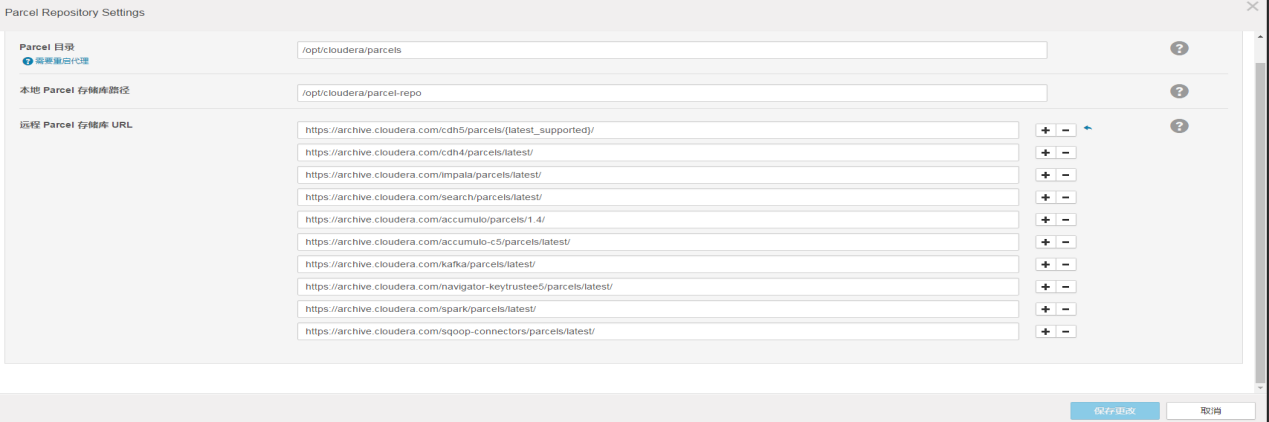 Parcel Repository Settings
Parcel 目录
/opt/cloudera/parcels
需要重启代理
本地 Parcel 存储库路径
/opt/cloudera/parcel-repo
远程 Parcel 存储库 URL
https://archive.cloudera.com/cdh5/parcels/{latest_supported}/
https://archive.cloudera.com/cdh4/parcels/latest/
https://archive.cloudera.com/impala/parcels/latest/
https://archive.cloudera.com/search/parcels/latest/
https://archive.cloudera.com/accumulo/parcels/1.4/
https://archive.cloudera.com/accumulo-c5/parcels/latest/
https://archive.cloudera.com/kafka/parcels/latest/
https://archive.cloudera.com/navigator-keytrustee5/parcels/latest/
https://archive.cloudera.com/spark/parcels/latest/
https://archive.cloudera.com/sqoop-connectors/parcels/latest/
保存更改
取消